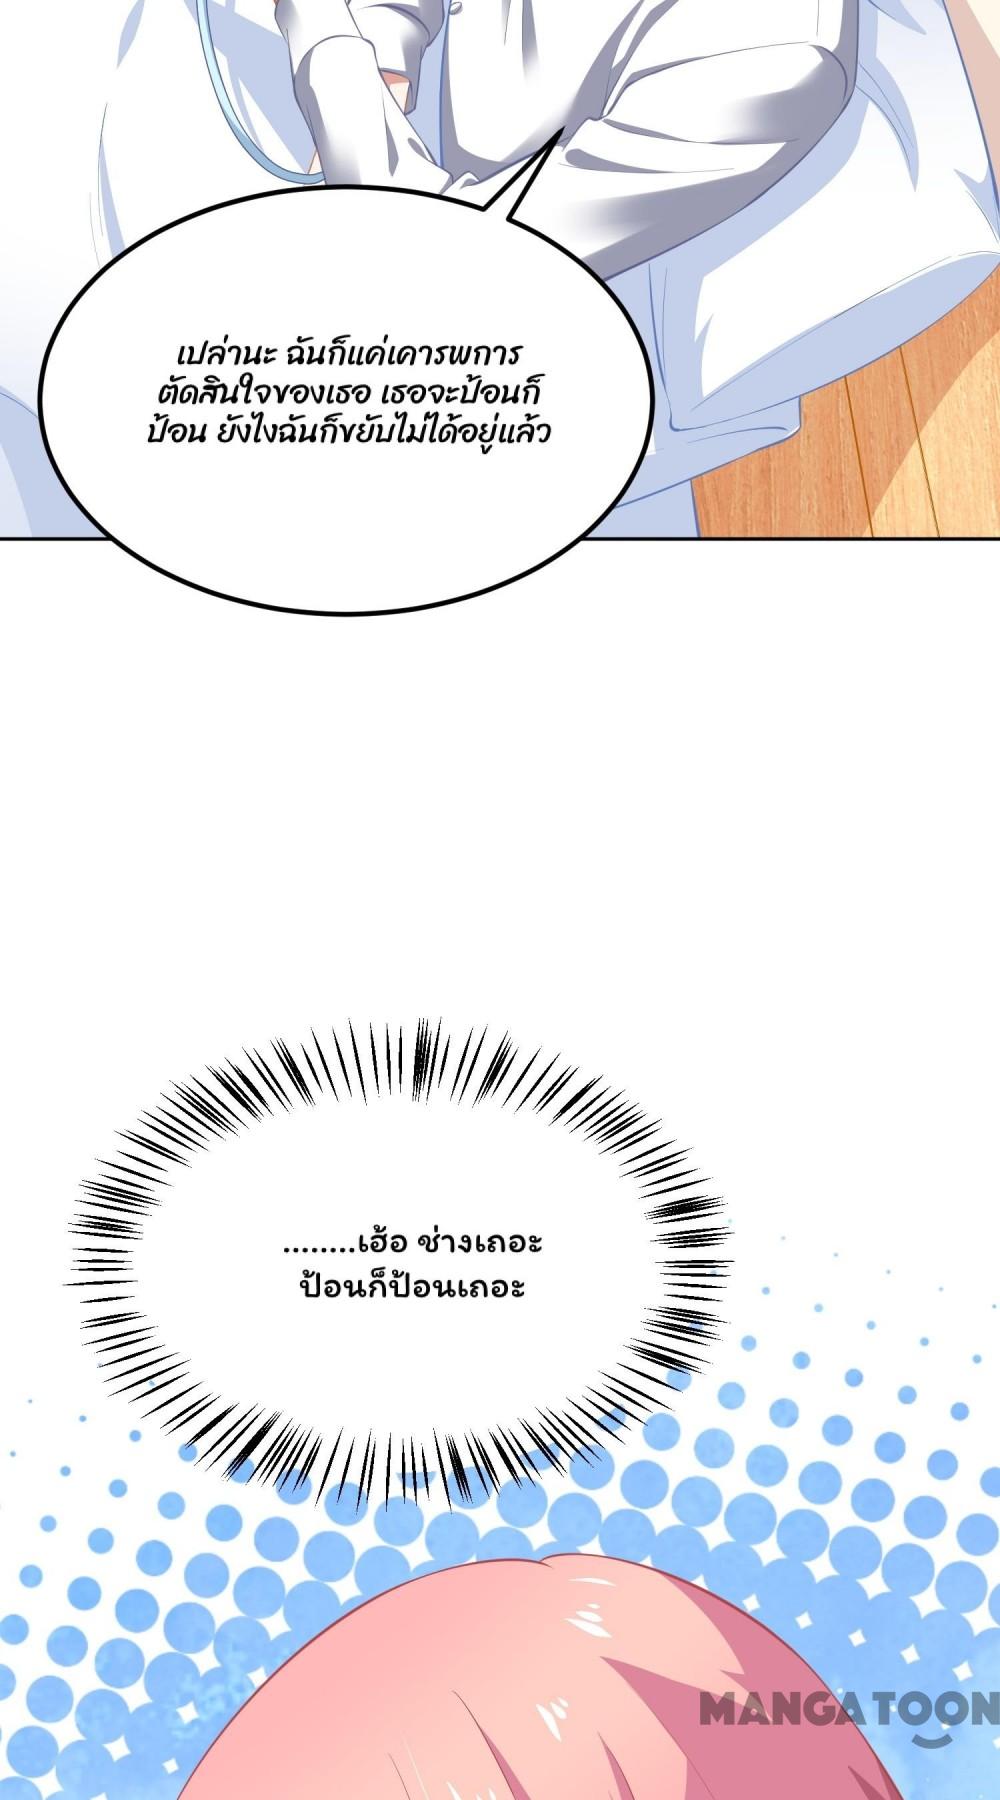 เปล่านะ ฉันก็แค่เคารพการ
ตัดสินใจของเธอ เธอจะป้อนก็
ป้อน ยังไงฉันก็ขยับไม่ได้อยู่แล้ว
........เฮ้อ ช่างเถอะ
ป้อนก็ป้อนเถอะ
MANGATOON